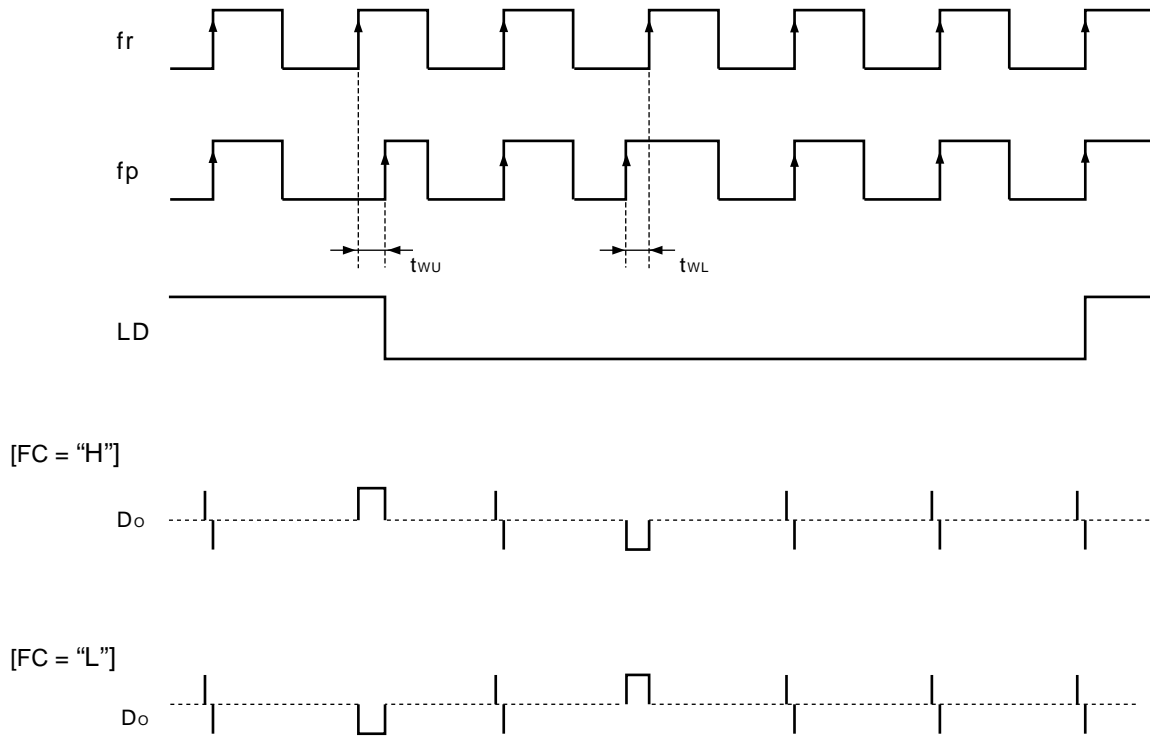 fr
fp
tWU
tWL
LD
[FC = “H”]
DO
[FC = “L”]
DO